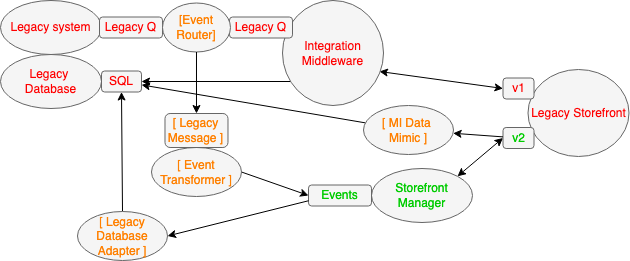 Legacy system
Legacy Q
[Event
Router]
Legacy Q
Integration
Middleware
Legacy
Database
SQL
v1
Legacy Storefront
v2
[ Legacy
Message ]
[ MI Data
Mimic ]
[ Event
Transformer ]
Events
Storefront
Manager
[ Legacy
Database
Adapter ]